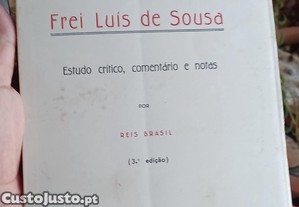 Frei Luís de Sousa
Estudo crítico, comentário e notas
POR
REIS BRASIL
(3.ª edição)
CustoJusto.pt